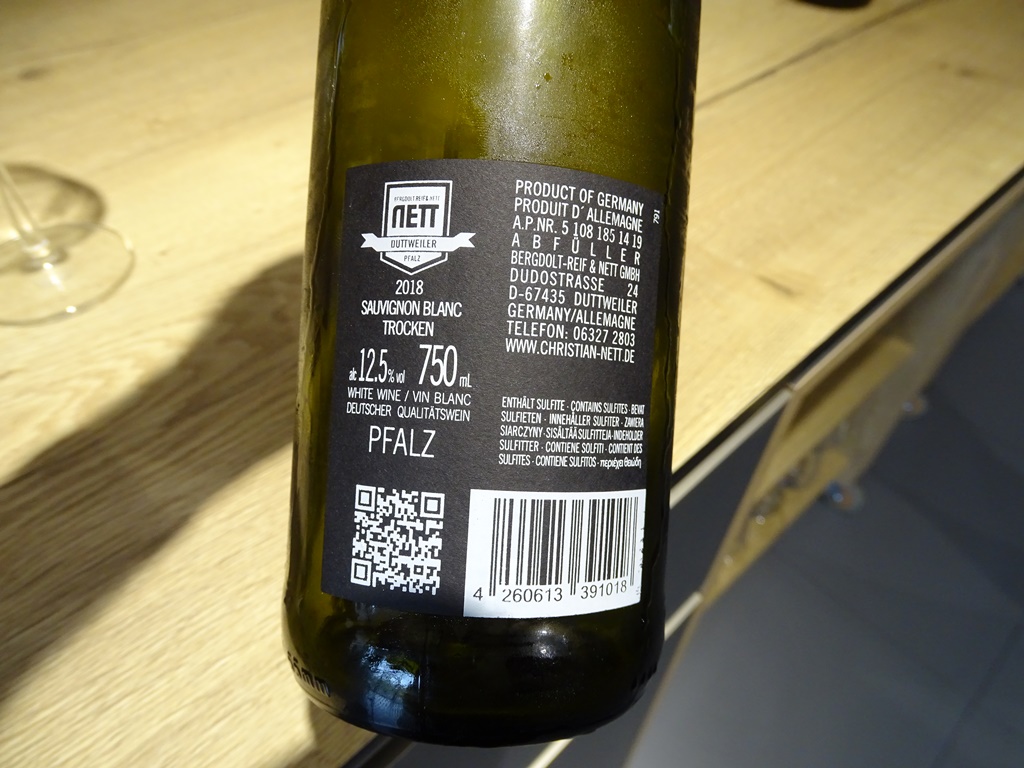 BERGDOLT-REIF & NETT
NETT
DUTTWEILER
PFALZ
2018
SAUVIGNON BLANC
TROCKEN
alc 12.5 % vol 750 mL
WHITE WINE / VIN BLANC
DEUTSCHER QUALITÄTSWEIN
PFALZ
PRODUCT OF GERMANY
PRODUIT D´ALLEMAGNE
A.P.NR. 5 108 185 14 19
ABFÜLLER
BERGDOLT-REIF & NETT GMBH
DUDOSTRASSE 24
D-67435 DUTTWEILER
GERMANY/ALLEMAGNE
TELEFON: 06327 2803
WWW.CHRISTIAN-NETT.DE
791
ENTHÄLT SULFITE · CONTAINS SULFITES · BEVAT
SULFIETEN · INNEHÅLLER SULFITER · ZAWIERA
SIARCZYNY · SISÄLTÄÄ SULFITTEJA · INDEHOLDER
SULFITTER · CONTIENE SOLFITI · CONTIENT DES
SULFITES · CONTIENE SULFITOS · περιέχει θειώδη
4 260613 391018
65mm